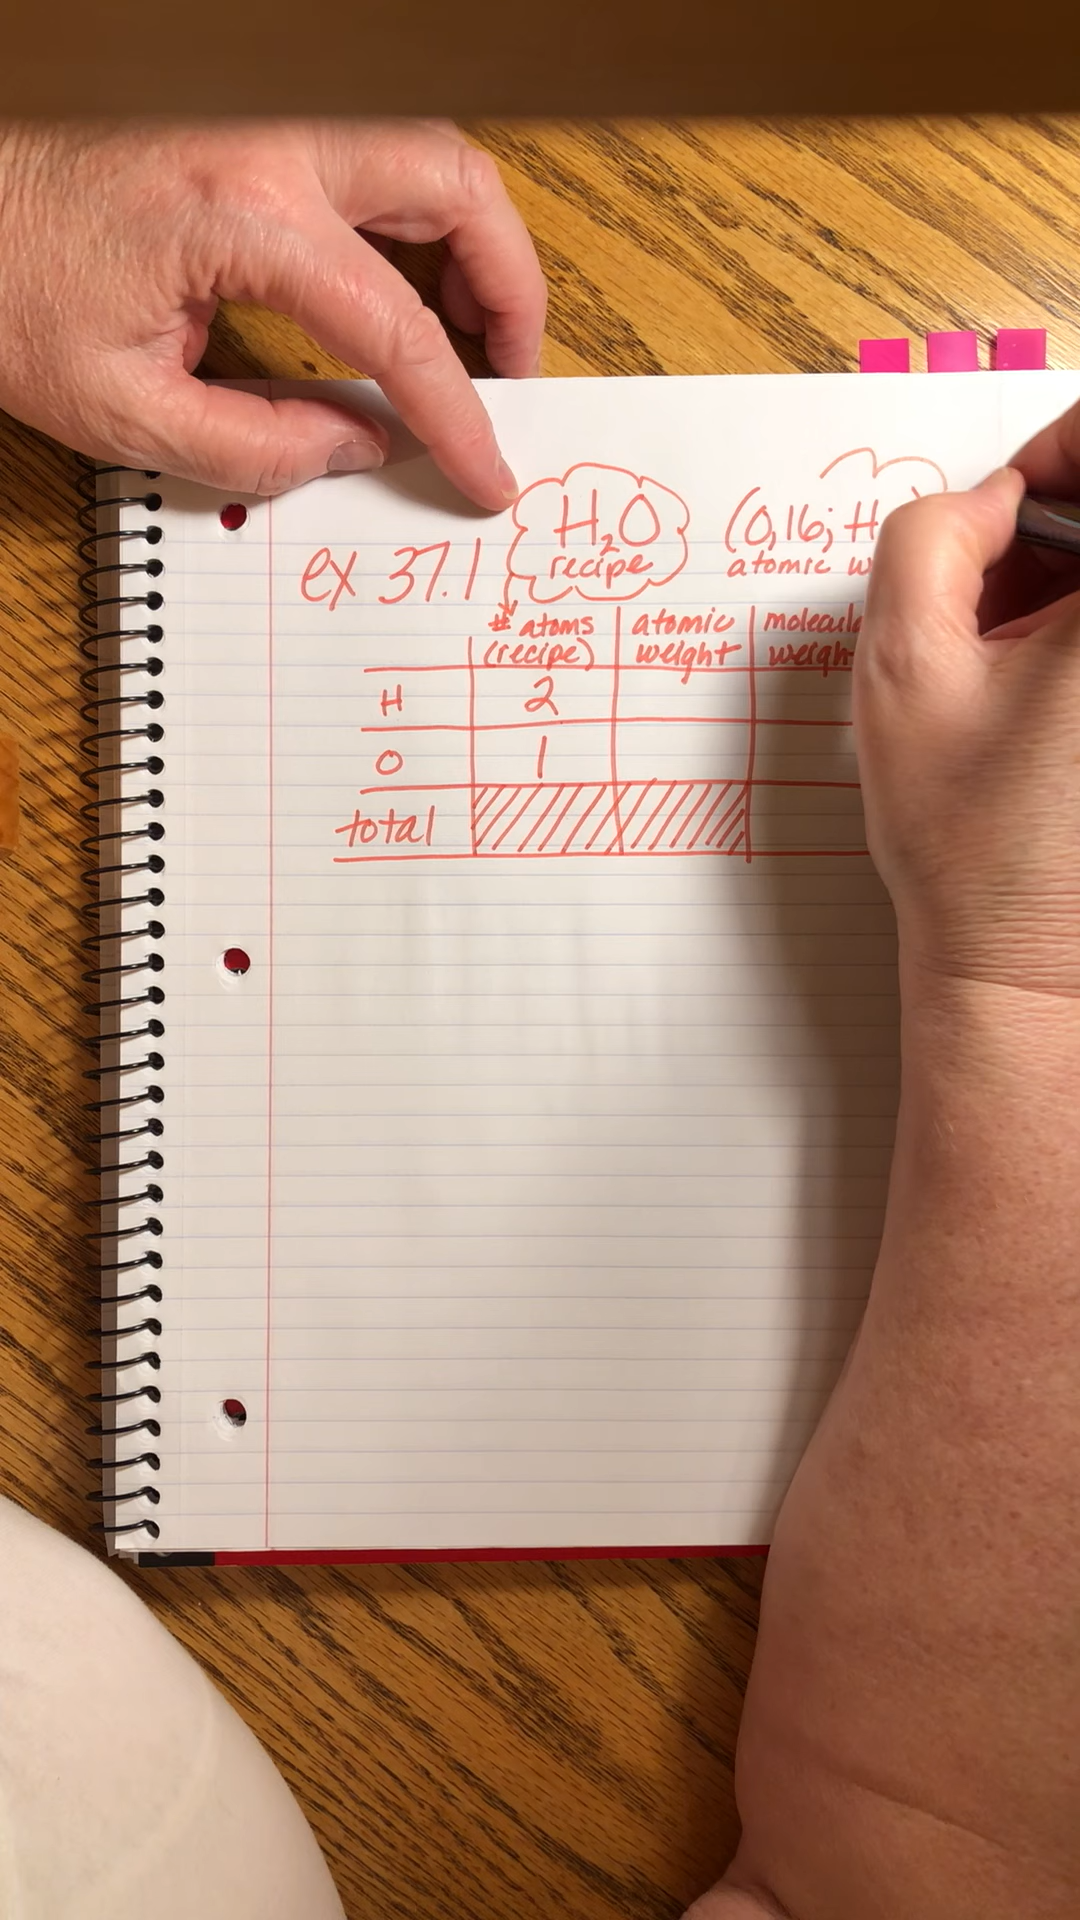 ex 37.1 H₂O (O,16; H
recipe atomic
# atoms (recipe) atomic weight
H 2
O 1
total